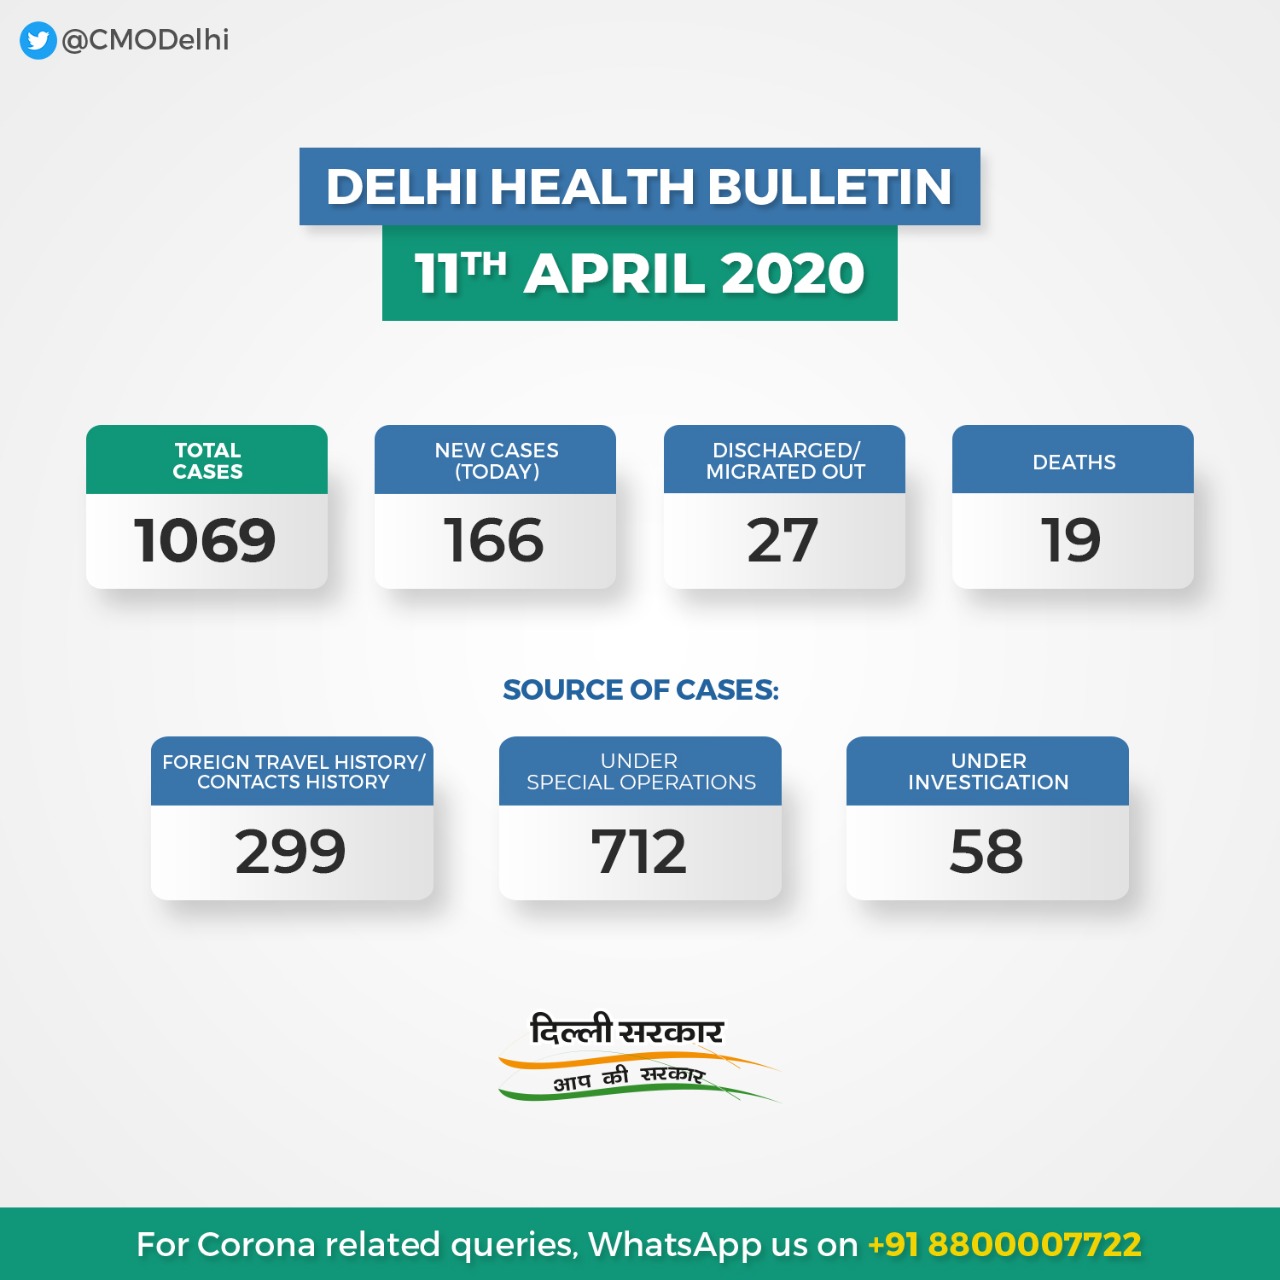 @CMODelhi
DELHI HEALTH BULLETIN
11TH APRIL 2020
TOTAL
CASES
1069
NEW CASES
(TODAY)
166
DISCHARGED/
MIGRATED OUT
27
DEATHS
19
SOURCE OF CASES:
FOREIGN TRAVEL HISTORY/
CONTACTS HISTORY
299
UNDER
SPECIAL OPERATIONS
712
UNDER
INVESTIGATION
58
दिल्ली सरकार
आप की सरकार
For Corona related queries, WhatsApp us on +91 8800007722